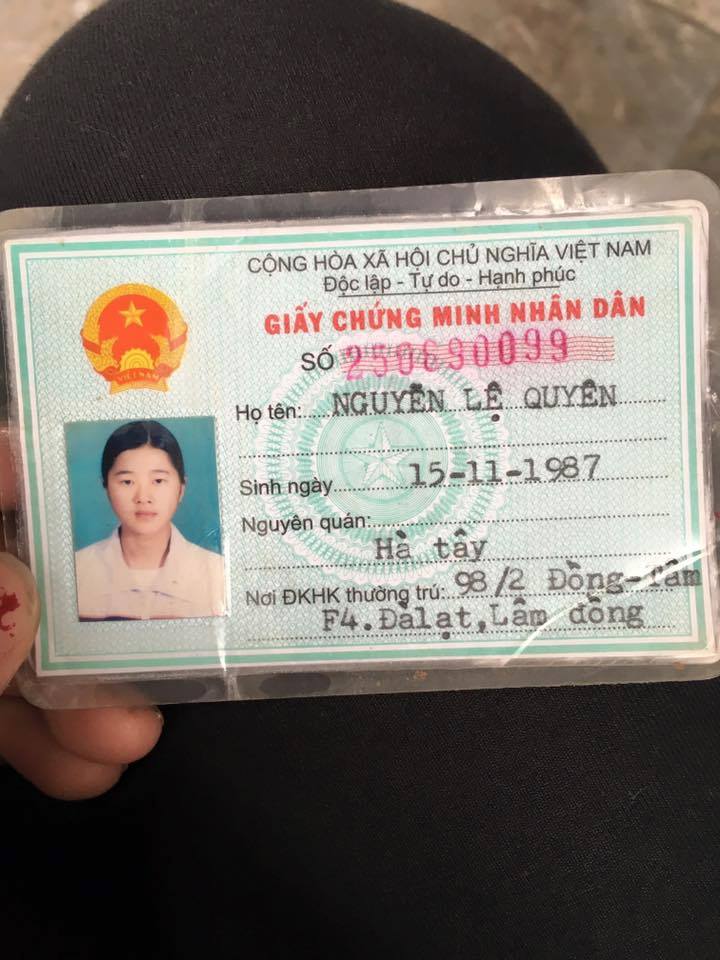 CỘNG HÒA XÃ HỘI CHỦ NGHĨA VIỆT NAM
Độc lập - Tự do - Hạnh phúc
GIẤY CHỨNG MINH NHÂN DÂN
SỐ 250690099
Họ tên: NGUYỄN LỆ QUYÊN
Sinh ngày 15-11-1987
Nguyên quán:
Hà tây
Nơi ĐKHK thường trú: 98/2 Đồng-Tâm
F4.Đàlạt,Lâm đồng
VIET NAM